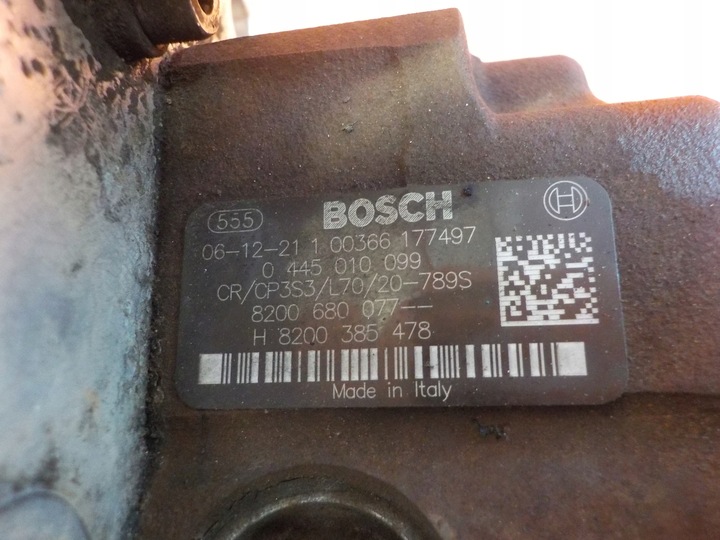 555 BOSCH
06-12-21 1 00366 177497
0 445 010 099
CR/CP3S3/L70/20-789S
8200 680 077--
H 8200 385 478
Made in Italy